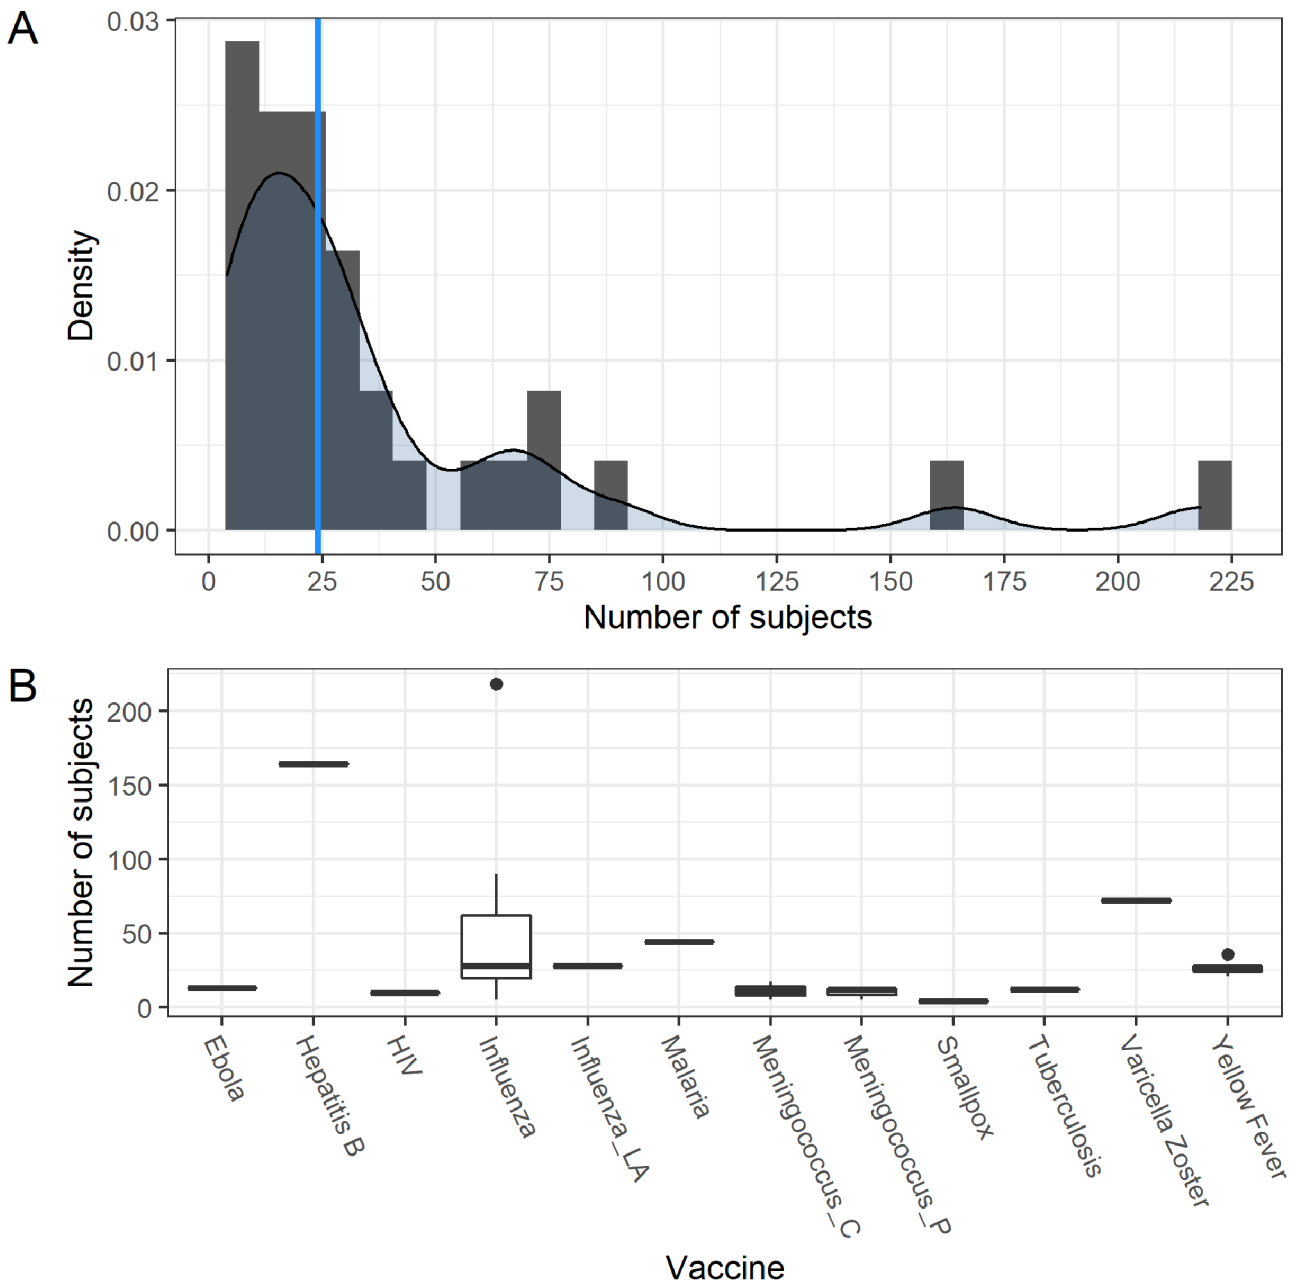 A
0.03
0.02
0.01
0.00
Density
0 25 50 75 100 125 150 175 200 225
Number of subjects
B
200
150
100
50
0
Number of subjects
Ebola
Hepatitis B
HIV
Influenza
Influenza_LA
Malaria
Meningococcus_C
Meningococcus_P
Smallpox
Tuberculosis
Varicella Zoster
Yellow Fever
Vaccine